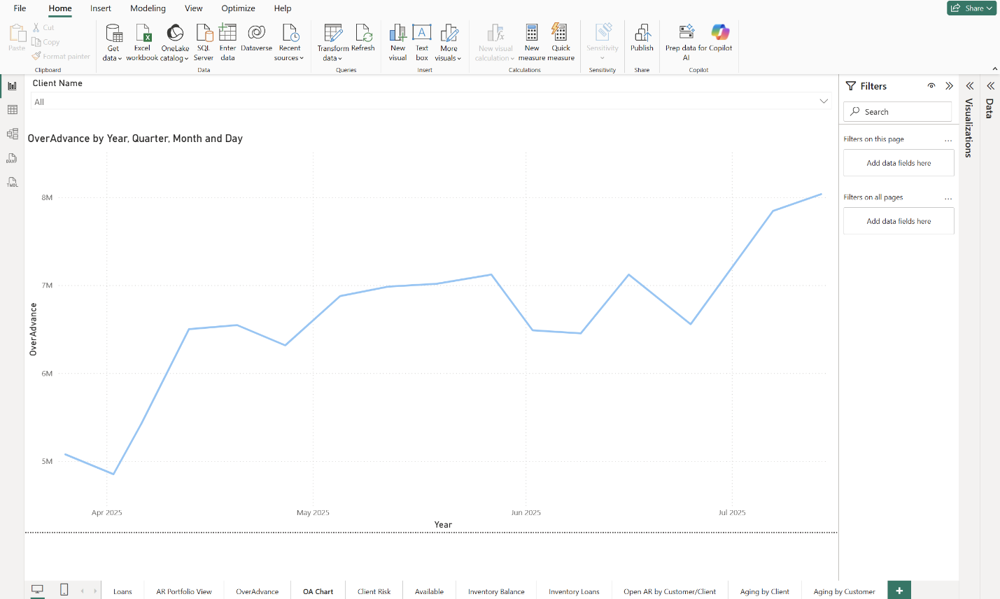 File Home Insert Modeling View Optimize Help Share
Paste Cut
Copy
Format painter
Clipboard
Get data Excel workbook OneLake catalog SQL Server Enter data Dataverse Recent sources
Data
Transform data Refresh
Queries
New visual Text box More visuals
Insert
New visual calculation New measure Quick measure
Calculations
Sensitivity
Sensitivity
Publish
Share
Prep data for AI Copilot
Copilot
DAX
TMDL
Client Name
All
OverAdvance by Year, Quarter, Month and Day
8M
7M
6M
5M
OverAdvance
Apr 2025 May 2025 Jun 2025 Jul 2025
Year
Filters
Search
Filters on this page ...
Add data fields here
Filters on all pages ...
Add data fields here
Visualizations
Data
Loans AR Portfolio View OverAdvance OA Chart Client Risk Available Inventory Balance Inventory Loans Open AR by Customer/Client Aging by Client Aging by Customer +